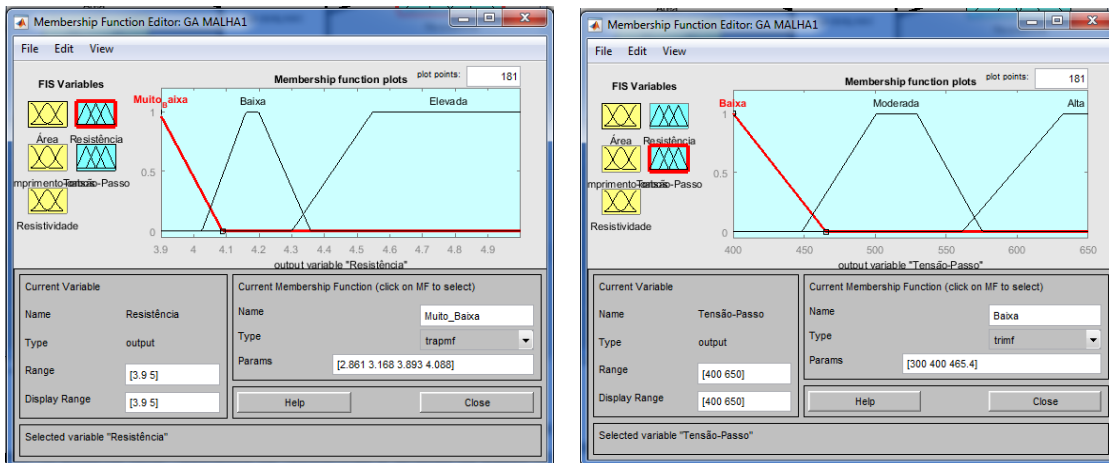 Membership Function Editor: GA MALHA1
File Edit View
FIS Variables
Membership function plots
plot points:
181
Muito_Baixa
Baixa
Elevada
Área
Resistência
mprimento
Tensão-Passo
Resistividade
1
0.5
0
3.9 4 4.1 4.2 4.3 4.4 4.5 4.6 4.7 4.8 4.9
output variable "Resistência"
Current Variable
Name Resistência
Type output
Range [3.9 5]
Display Range [3.9 5]
Current Membership Function (click on MF to select)
Name Muito_Baixa
Type trapmf
Params [2.861 3.168 3.893 4.088]
Help Close
Selected variable "Resistência"
Membership Function Editor: GA MALHA1
File Edit View
FIS Variables
Membership function plots
plot points:
181
Baixa
Moderada
Alta
Área
Resistência
mprimento
Tensão-Passo
Resistividade
1
0.5
0
400 450 500 550 600 650
output variable "Tensão-Passo"
Current Variable
Name Tensão-Passo
Type output
Range [400 650]
Display Range [400 650]
Current Membership Function (click on MF to select)
Name Baixa
Type trimf
Params [300 400 465.4]
Help Close
Selected variable "Tensão-Passo"